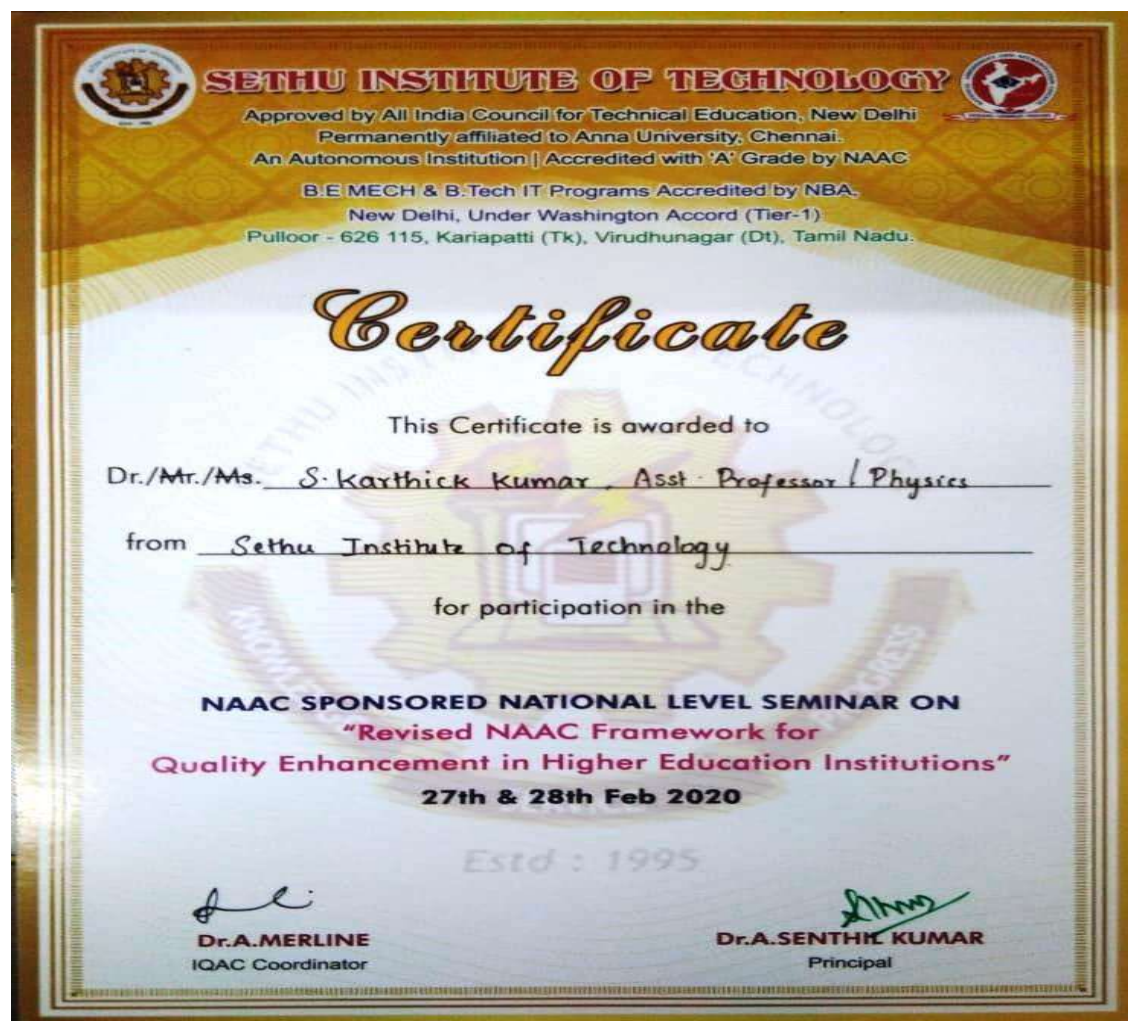 SETHU INSTITUTE OF TECHNOLOGY
Approved by All India Council for Technical Education, New Delhi
Permanently affiliated to Anna University, Chennai.
An Autonomous Institution | Accredited with 'A' Grade by NAAC
B.E MECH & B.Tech IT Programs Accredited by NBA,
New Delhi, Under Washington Accord (Tier-1)
Pulloor - 626 115, Kariapatti (Tk), Virudhunagar (Dt), Tamil Nadu.
Certificate
SETHU INSTITUTE OF TECHNOLOGY
This Certificate is awarded to
Dr./Mr./Ms. S. Karthick Kumar, Asst. Professor / Physics
from Sethu Institute of Technology
for participation in the
NAAC SPONSORED NATIONAL LEVEL SEMINAR ON
"Revised NAAC Framework for
Quality Enhancement in Higher Education Institutions"
27th & 28th Feb 2020
Estd : 1995
Dr.A.MERLINE
IQAC Coordinator
Dr.A.SENTHIL KUMAR
Principal